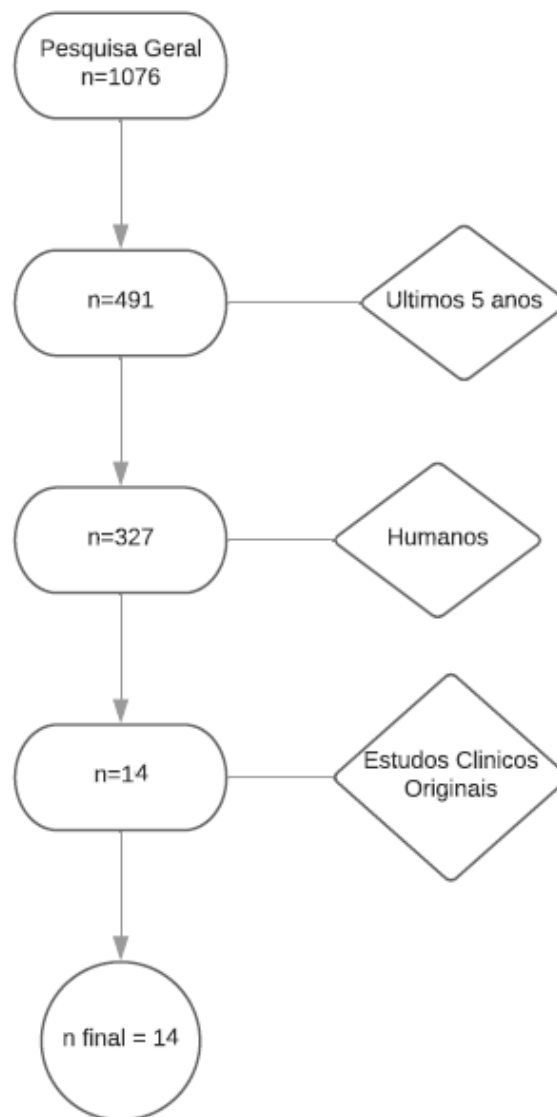 Pesquisa Geral
n=1076
n=491
Ultimos 5 anos
n=327
Humanos
n=14
Estudos Clinicos
Originais
n final = 14